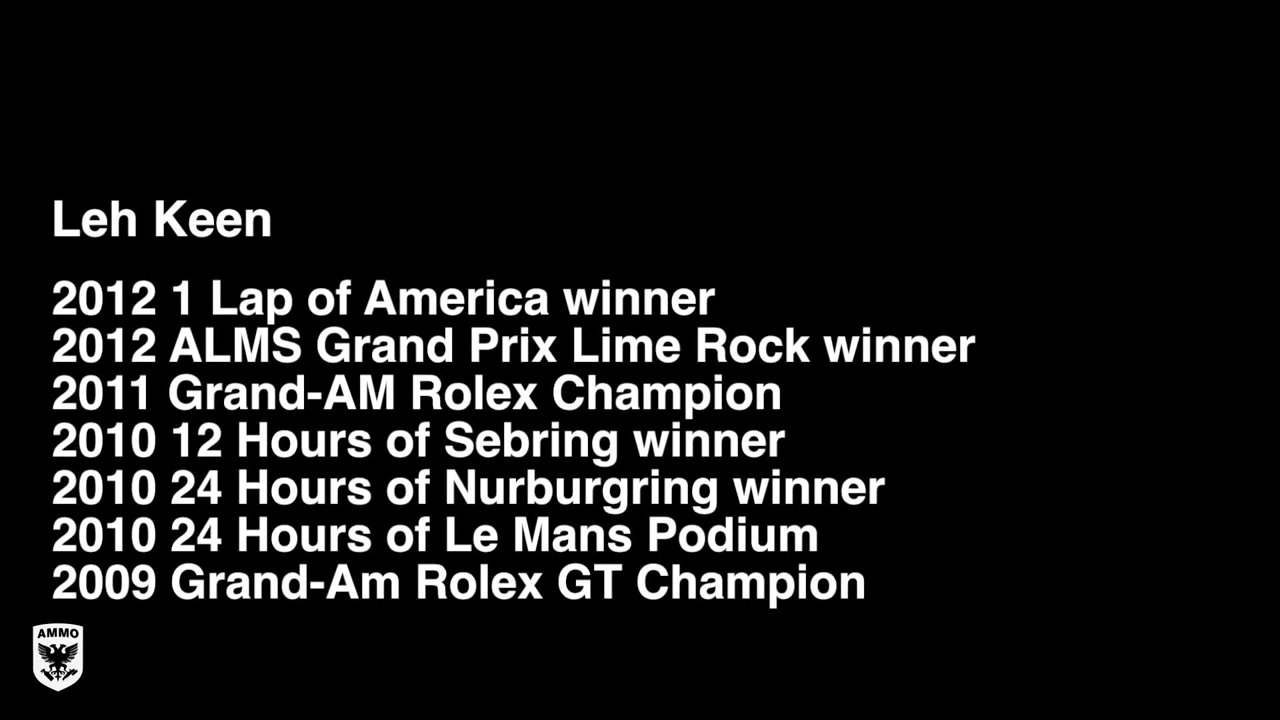 Leh Keen
2012 1 Lap of America winner
2012 ALMS Grand Prix Lime Rock winner
2011 Grand-AM Rolex Champion
2010 12 Hours of Sebring winner
2010 24 Hours of Nurburgring winner
2010 24 Hours of Le Mans Podium
2009 Grand-Am Rolex GT Champion
AMMO